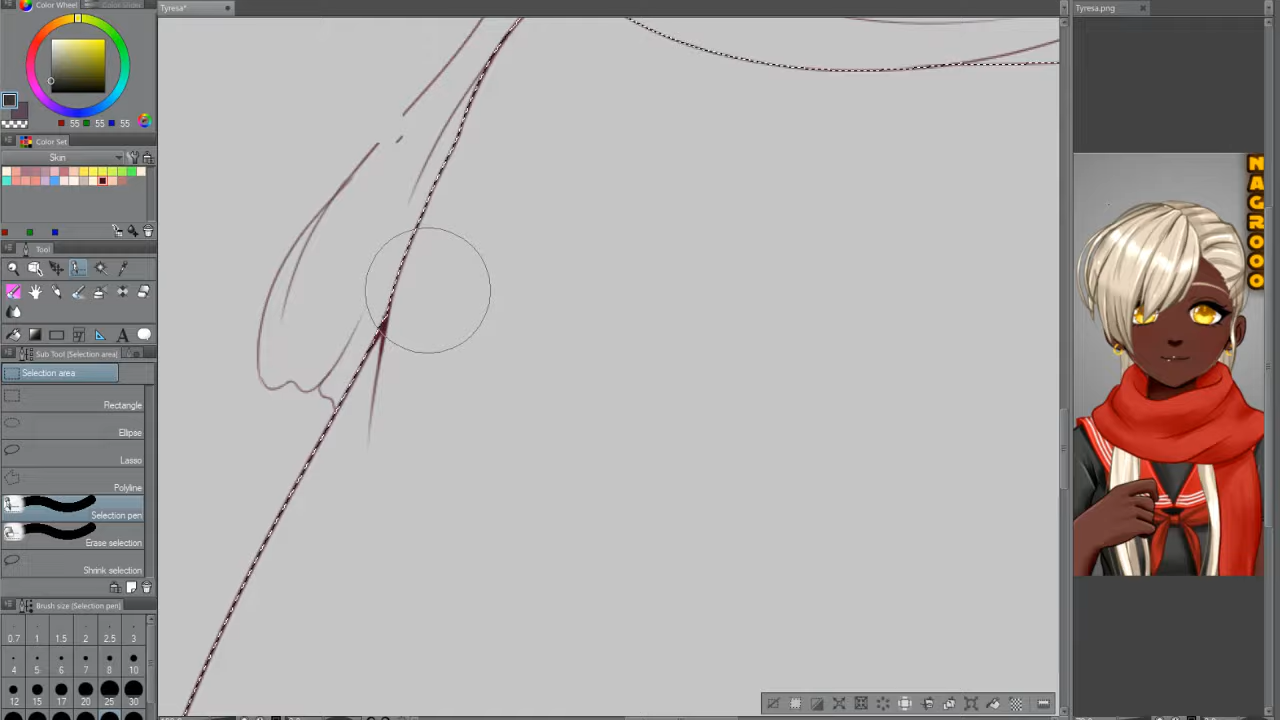 Color Wheel
Tyresa*
Tyresa.png
55 55 55
Color Set
Skin
Tool
Sub Tool [Selection area]
Selection area
Rectangle
Ellipse
Lasso
Polyline
Selection pen
Erase selection
Shrink selection
Brush size [Selection pen]
0.7 1 1.5 2 2.5 3
4 5 6 7 8 10
12 15 17 20 25 30
NAGROOO